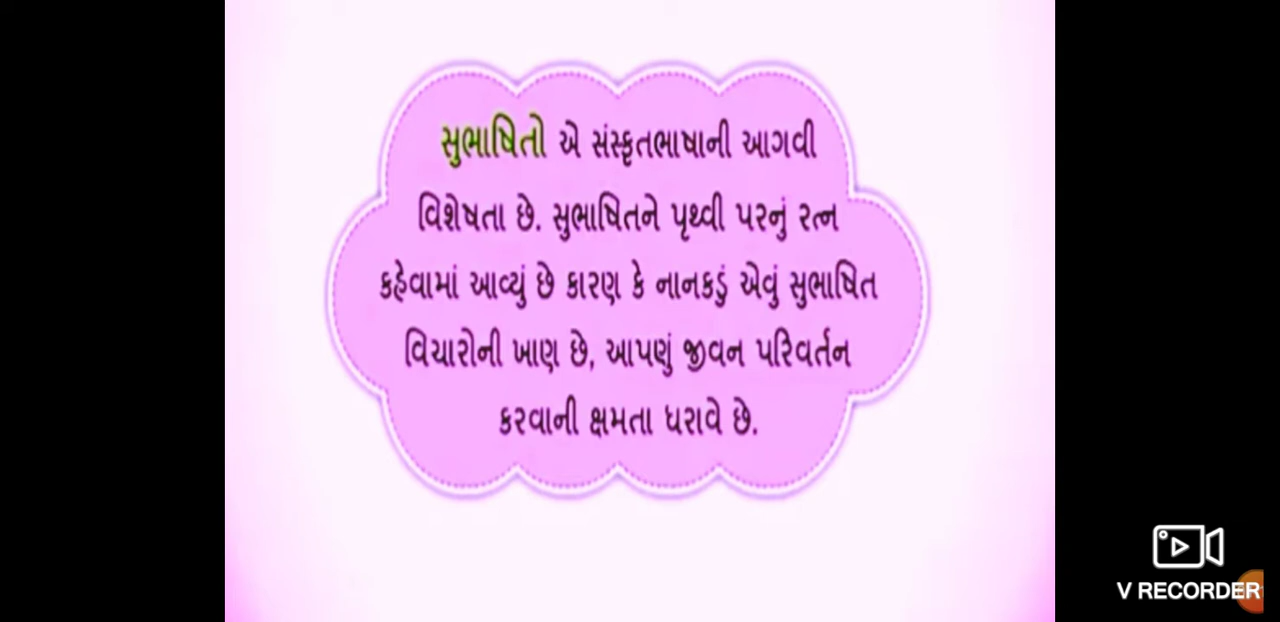 સુભાષિતો એ સંસ્કૃતભાષાની આગવી
વિશેષતા છે. સુભાષિતને પૃથ્વી પરનું રત્ન
કહેવામાં આવ્યું છે કારણ કે નાનકડું એવું સુભાષિત
વિચારોની ખાણ છે, આપણું જીવન પરિવર્તન
કરવાની ક્ષમતા ધરાવે છે.
V RECORDER